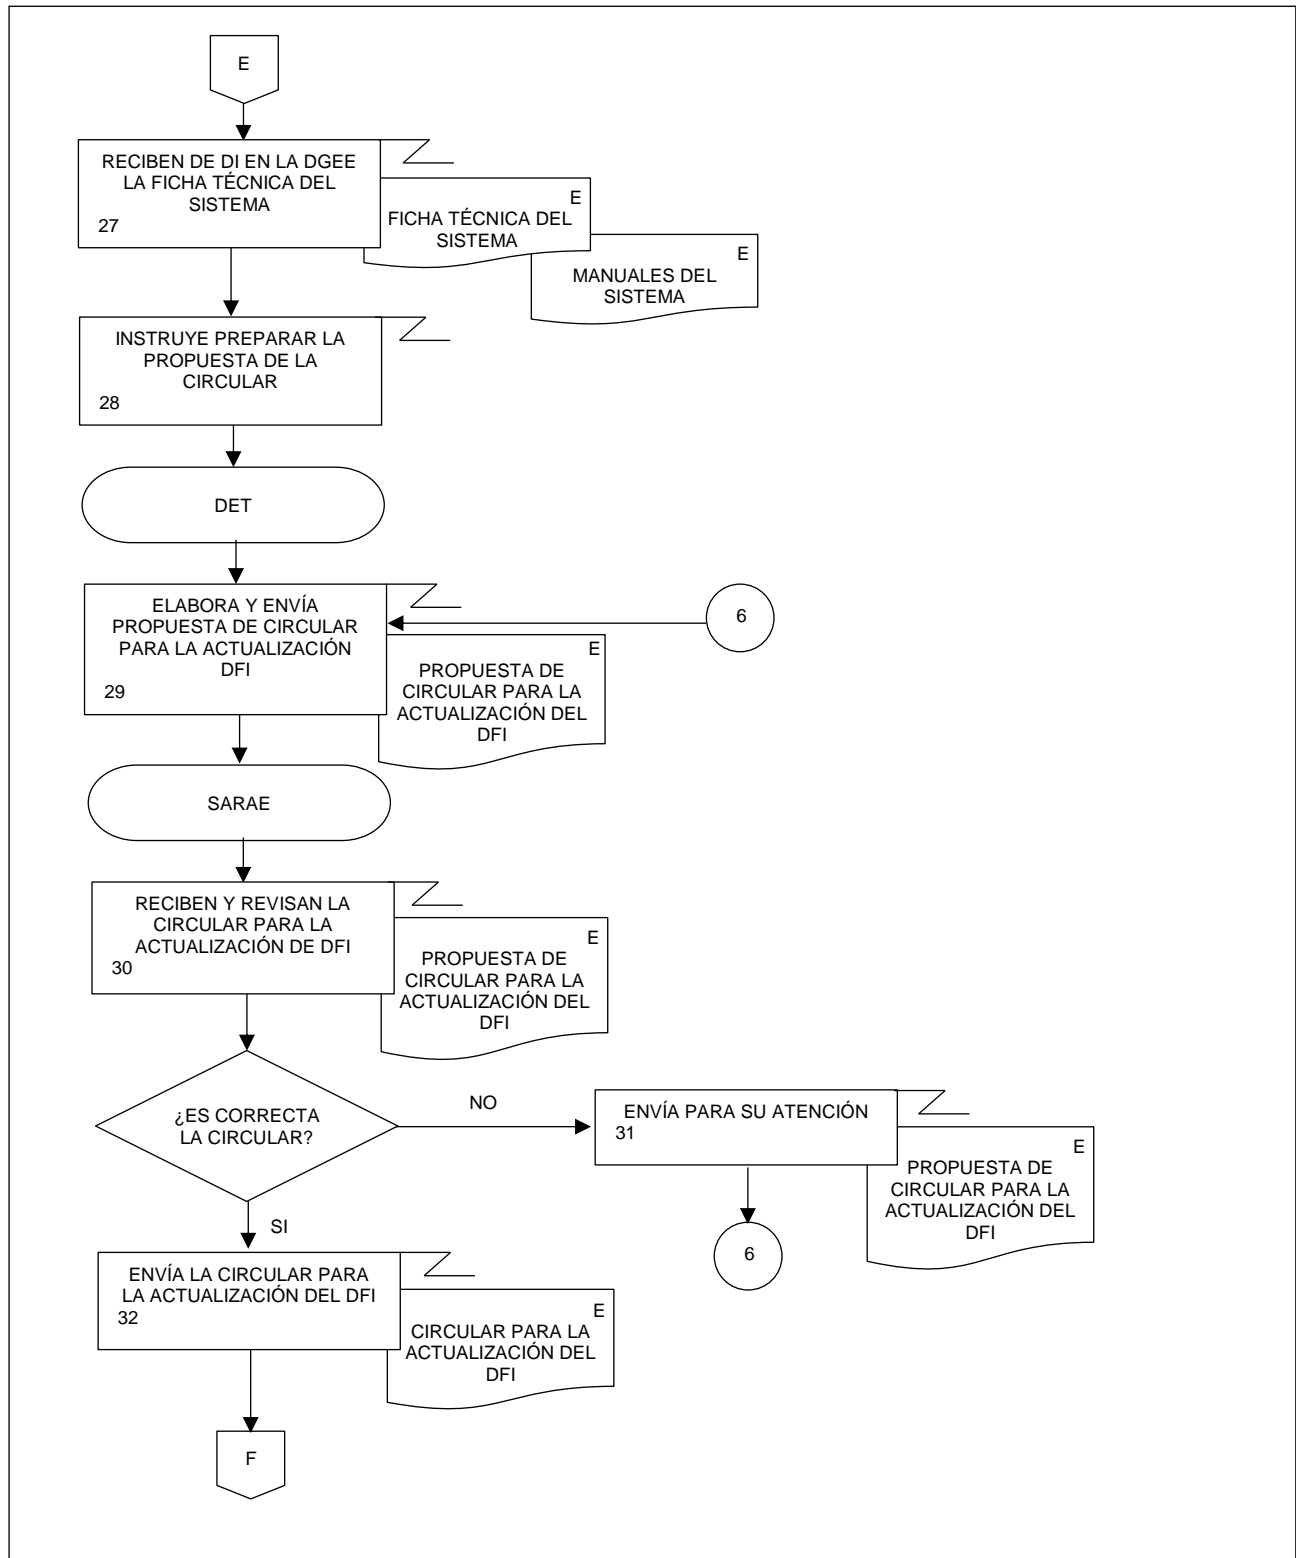 E
RECIBEN DE DI EN LA DGEE
LA FICHA TÉCNICA DEL
SISTEMA
27
E
FICHA TÉCNICA DEL
SISTEMA
E
MANUALES DEL
SISTEMA
INSTRUYE PREPARAR LA
PROPUESTA DE LA
CIRCULAR
28
DET
ELABORA Y ENVÍA
PROPUESTA DE CIRCULAR
PARA LA ACTUALIZACIÓN
DFI
29
6
E
PROPUESTA DE
CIRCULAR PARA LA
ACTUALIZACIÓN DEL
DFI
SARAE
RECIBEN Y REVISAN LA
CIRCULAR PARA LA
ACTUALIZACIÓN DE DFI
30
E
PROPUESTA DE
CIRCULAR PARA LA
ACTUALIZACIÓN DEL
DFI
¿ES CORRECTA
LA CIRCULAR?
NO
ENVÍA PARA SU ATENCIÓN
31
E
PROPUESTA DE
CIRCULAR PARA LA
ACTUALIZACIÓN DEL
DFI
6
SI
ENVÍA LA CIRCULAR PARA
LA ACTUALIZACIÓN DEL DFI
32
E
CIRCULAR PARA LA
ACTUALIZACIÓN DEL
DFI
F